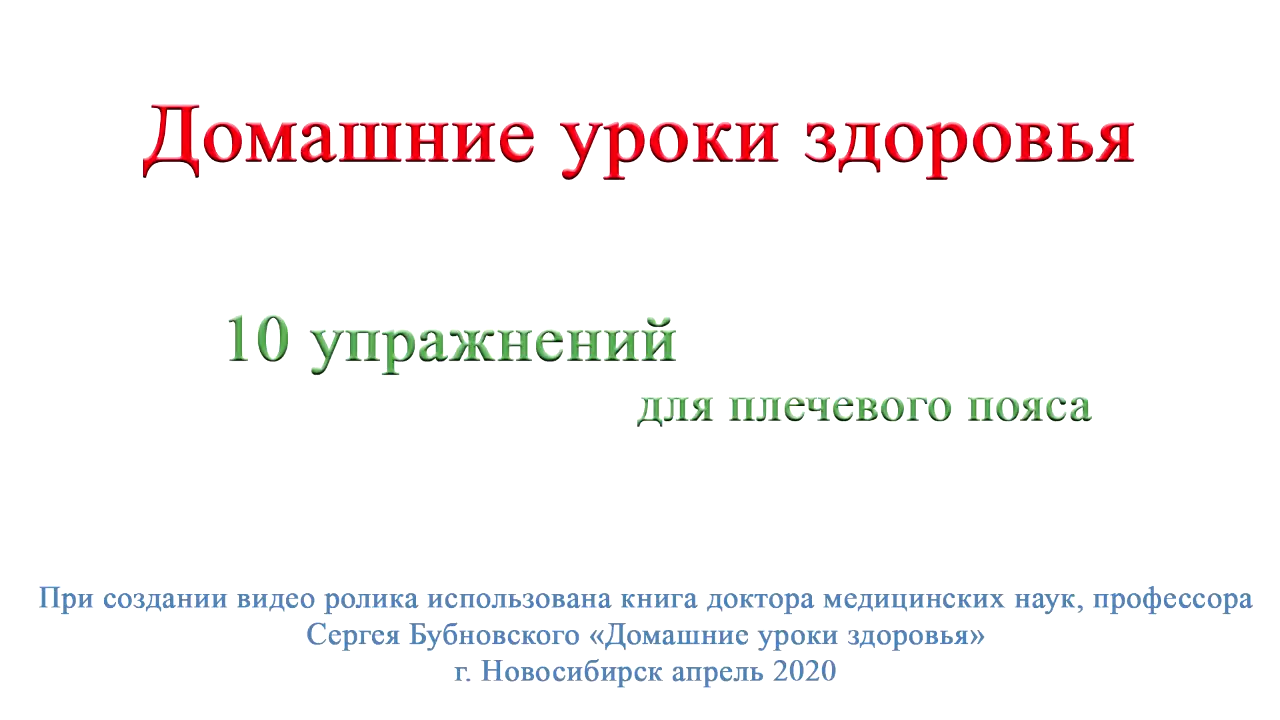 Домашние уроки здоровья
10 упражнений
для плечевого пояса
При создании видео ролика использована книга доктора медицинских наук, профессора
Сергея Бубновского «Домашние уроки здоровья»
г. Новосибирск апрель 2020